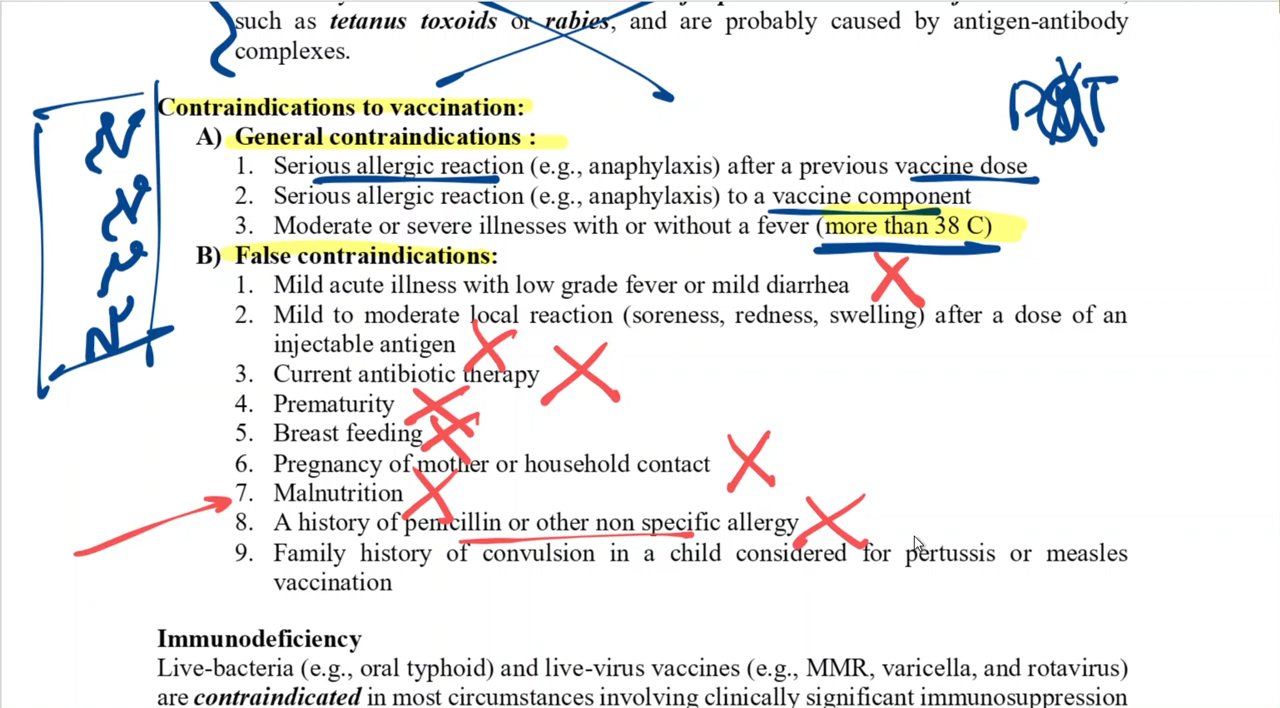 such as tetanus toxoids or rabies, and are probably caused by antigen-antibody
complexes.
Contraindications to vaccination:
A) General contraindications :
1. Serious allergic reaction (e.g., anaphylaxis) after a previous vaccine dose
2. Serious allergic reaction (e.g., anaphylaxis) to a vaccine component
3. Moderate or severe illnesses with or without a fever (more than 38 C)
B) False contraindications:
1. Mild acute illness with low grade fever or mild diarrhea
2. Mild to moderate local reaction (soreness, redness, swelling) after a dose of an
injectable antigen
3. Current antibiotic therapy
4. Prematurity
5. Breast feeding
6. Pregnancy of mother or household contact
7. Malnutrition
8. A history of penicillin or other non specific allergy
9. Family history of convulsion in a child considered for pertussis or measles
vaccination
Immunodeficiency
Live-bacteria (e.g., oral typhoid) and live-virus vaccines (e.g., MMR, varicella, and rotavirus)
are contraindicated in most circumstances involving clinically significant immunosuppression